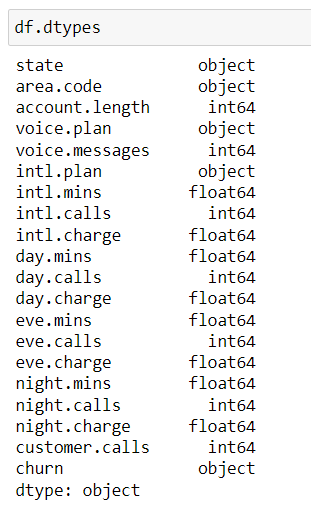 df.dtypes
state object
area.code object
account.length int64
voice.plan object
voice.messages int64
intl.plan object
intl.mins float64
intl.calls int64
intl.charge float64
day.mins float64
day.calls int64
day.charge float64
eve.mins float64
eve.calls int64
eve.charge float64
night.mins float64
night.calls int64
night.charge float64
customer.calls int64
churn object
dtype: object